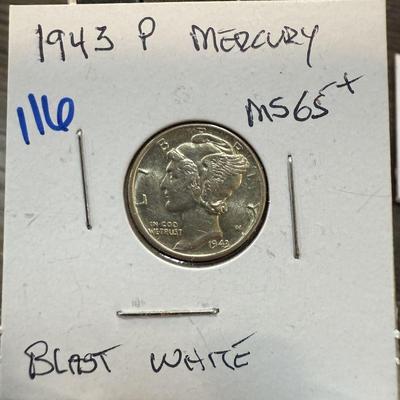 1943 P MERCURY
116
MS65+
LIBERTY
IN GOD
WE TRUST
1943
BLAST WHITE